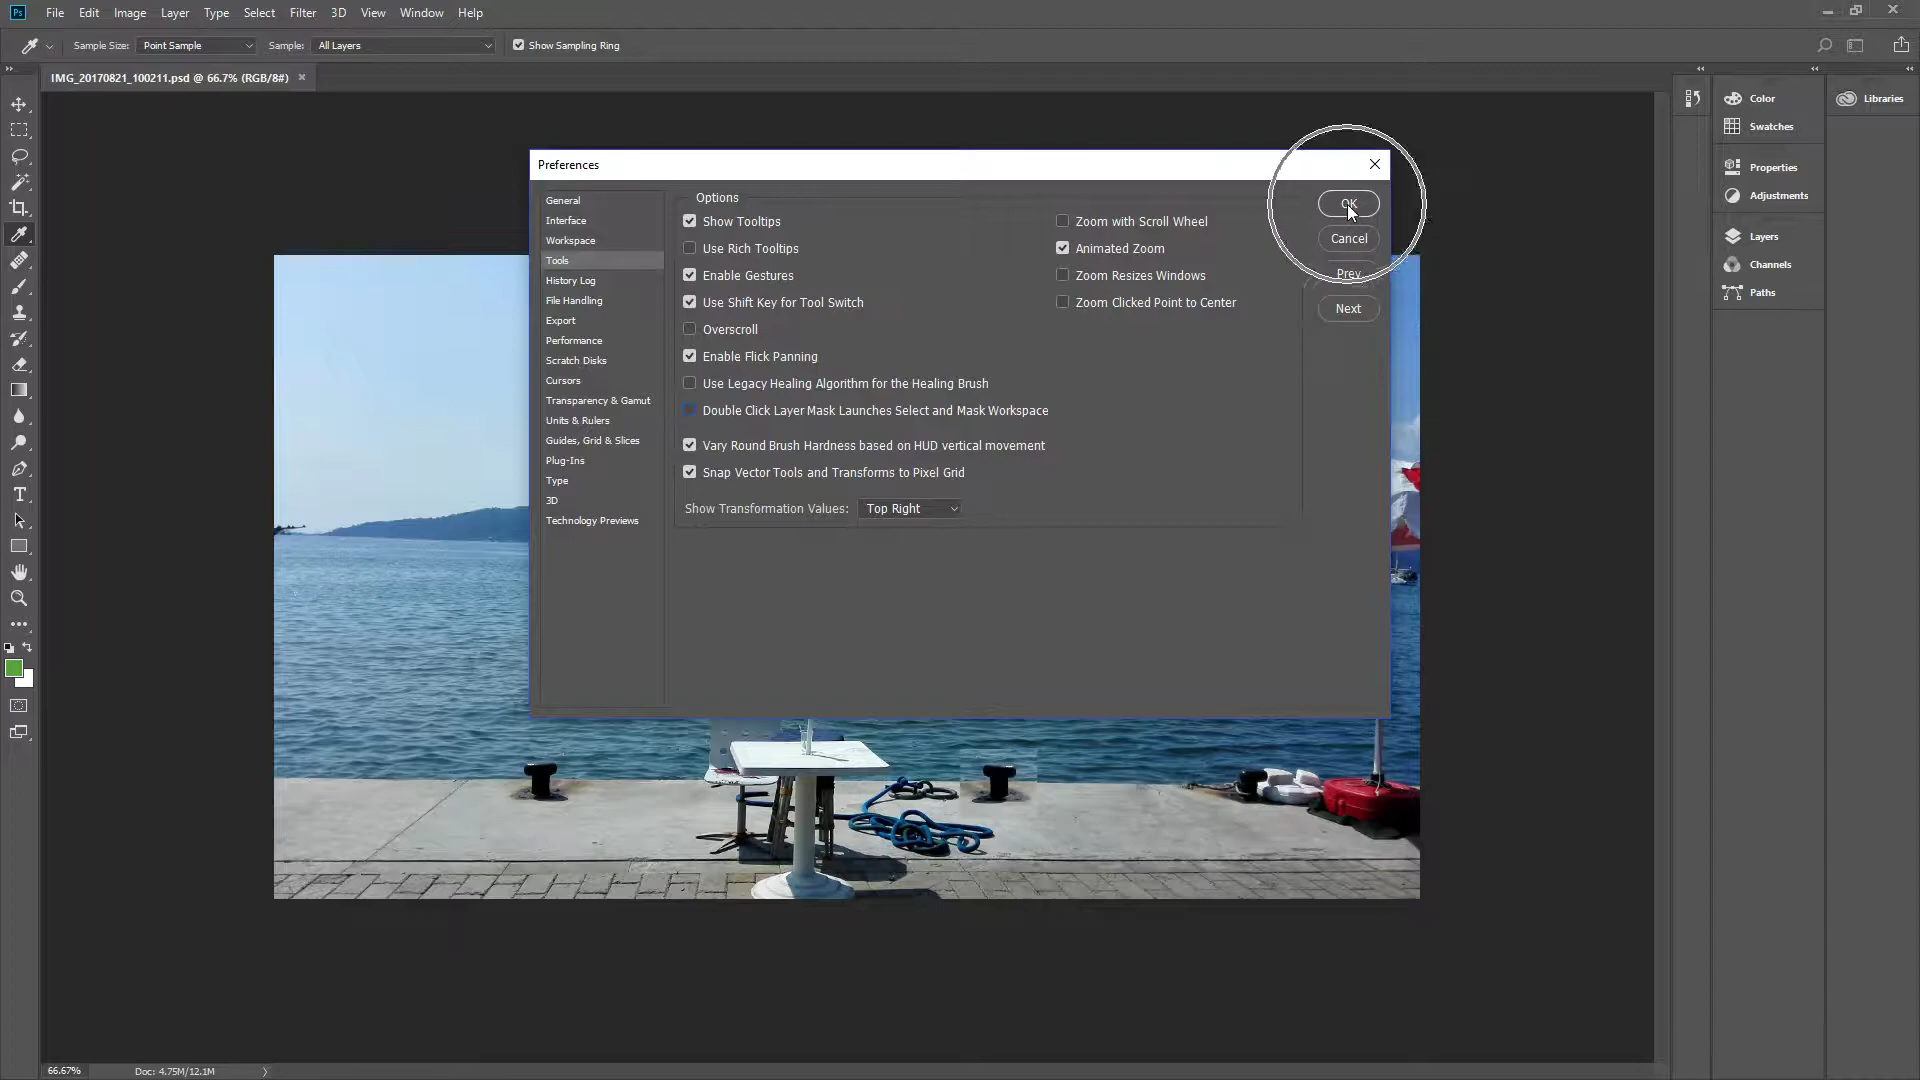 Ps File Edit Image Layer Type Select Filter 3D View Window Help
Sample Size: Point Sample Sample: All Layers Show Sampling Ring
IMG_20170821_100211.psd @ 66.7% (RGB/8#)
Preferences
General
Interface
Workspace
Tools
History Log
File Handling
Export
Performance
Scratch Disks
Cursors
Transparency & Gamut
Units & Rulers
Guides, Grid & Slices
Plug-Ins
Type
3D
Technology Previews
Options
Show Tooltips
Use Rich Tooltips
Enable Gestures
Use Shift Key for Tool Switch
Overscroll
Enable Flick Panning
Use Legacy Healing Algorithm for the Healing Brush
Double Click Layer Mask Launches Select and Mask Workspace
Vary Round Brush Hardness based on HUD vertical movement
Snap Vector Tools and Transforms to Pixel Grid
Show Transformation Values: Top Right
Zoom with Scroll Wheel
Animated Zoom
Zoom Resizes Windows
Zoom Clicked Point to Center
OK
Cancel
Prev
Next
Color
Swatches
Properties
Adjustments
Layers
Channels
Paths
Libraries
66.67% Doc: 4.75M/12.1M